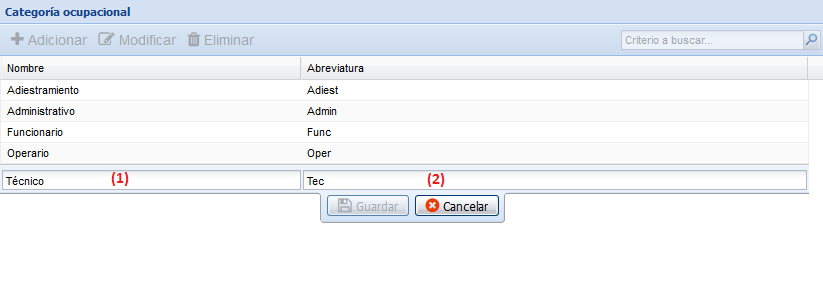 Categoría ocupacional
Adicionar Modificar Eliminar Criterio a buscar...
Nombre Abreviatura
Adiestramiento Adiest
Administrativo Admin
Funcionario Func
Operario Oper
Técnico (1) Tec (2)
Guardar Cancelar